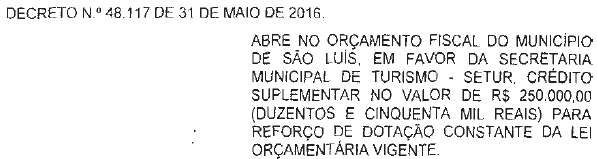 DECRETO N.º 48.117 DE 31 DE MAIO DE 2016.
ABRE NO ORÇAMENTO FISCAL DO MUNICÍPIO
DE SÃO LUÍS, EM FAVOR DA SECRETARIA
MUNICIPAL DE TURISMO - SETUR, CRÉDITO
SUPLEMENTAR NO VALOR DE R$ 250.000,00
(DUZENTOS E CINQUENTA MIL REAIS) PARA
REFORÇO DE DOTAÇÃO CONSTANTE DA LEI
ORÇAMENTÁRIA VIGENTE.